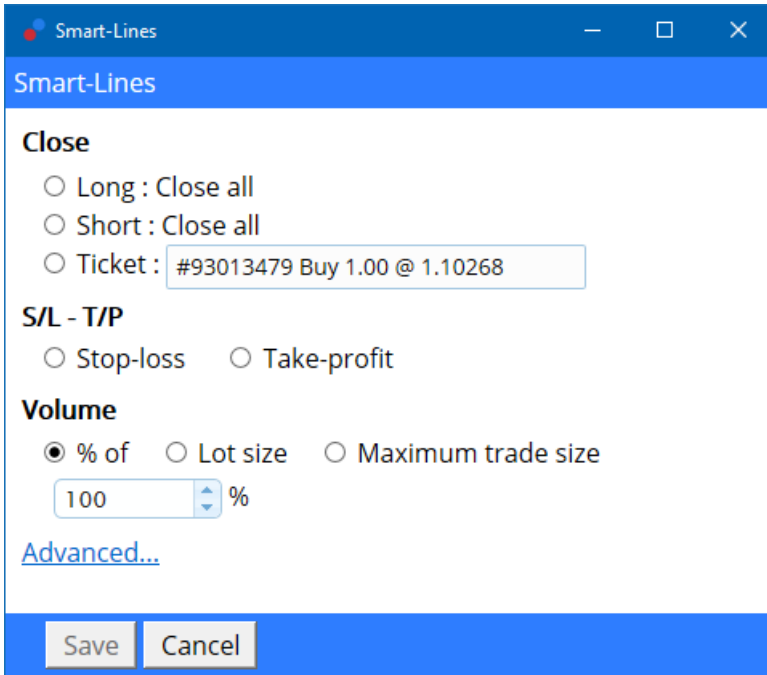 Smart-Lines
Smart-Lines
Close
Long : Close all
Short : Close all
Ticket : #93013479 Buy 1.00 @ 1.10268
S/L - T/P
Stop-loss Take-profit
Volume
% of Lot size Maximum trade size
100 %
Advanced...
Save Cancel